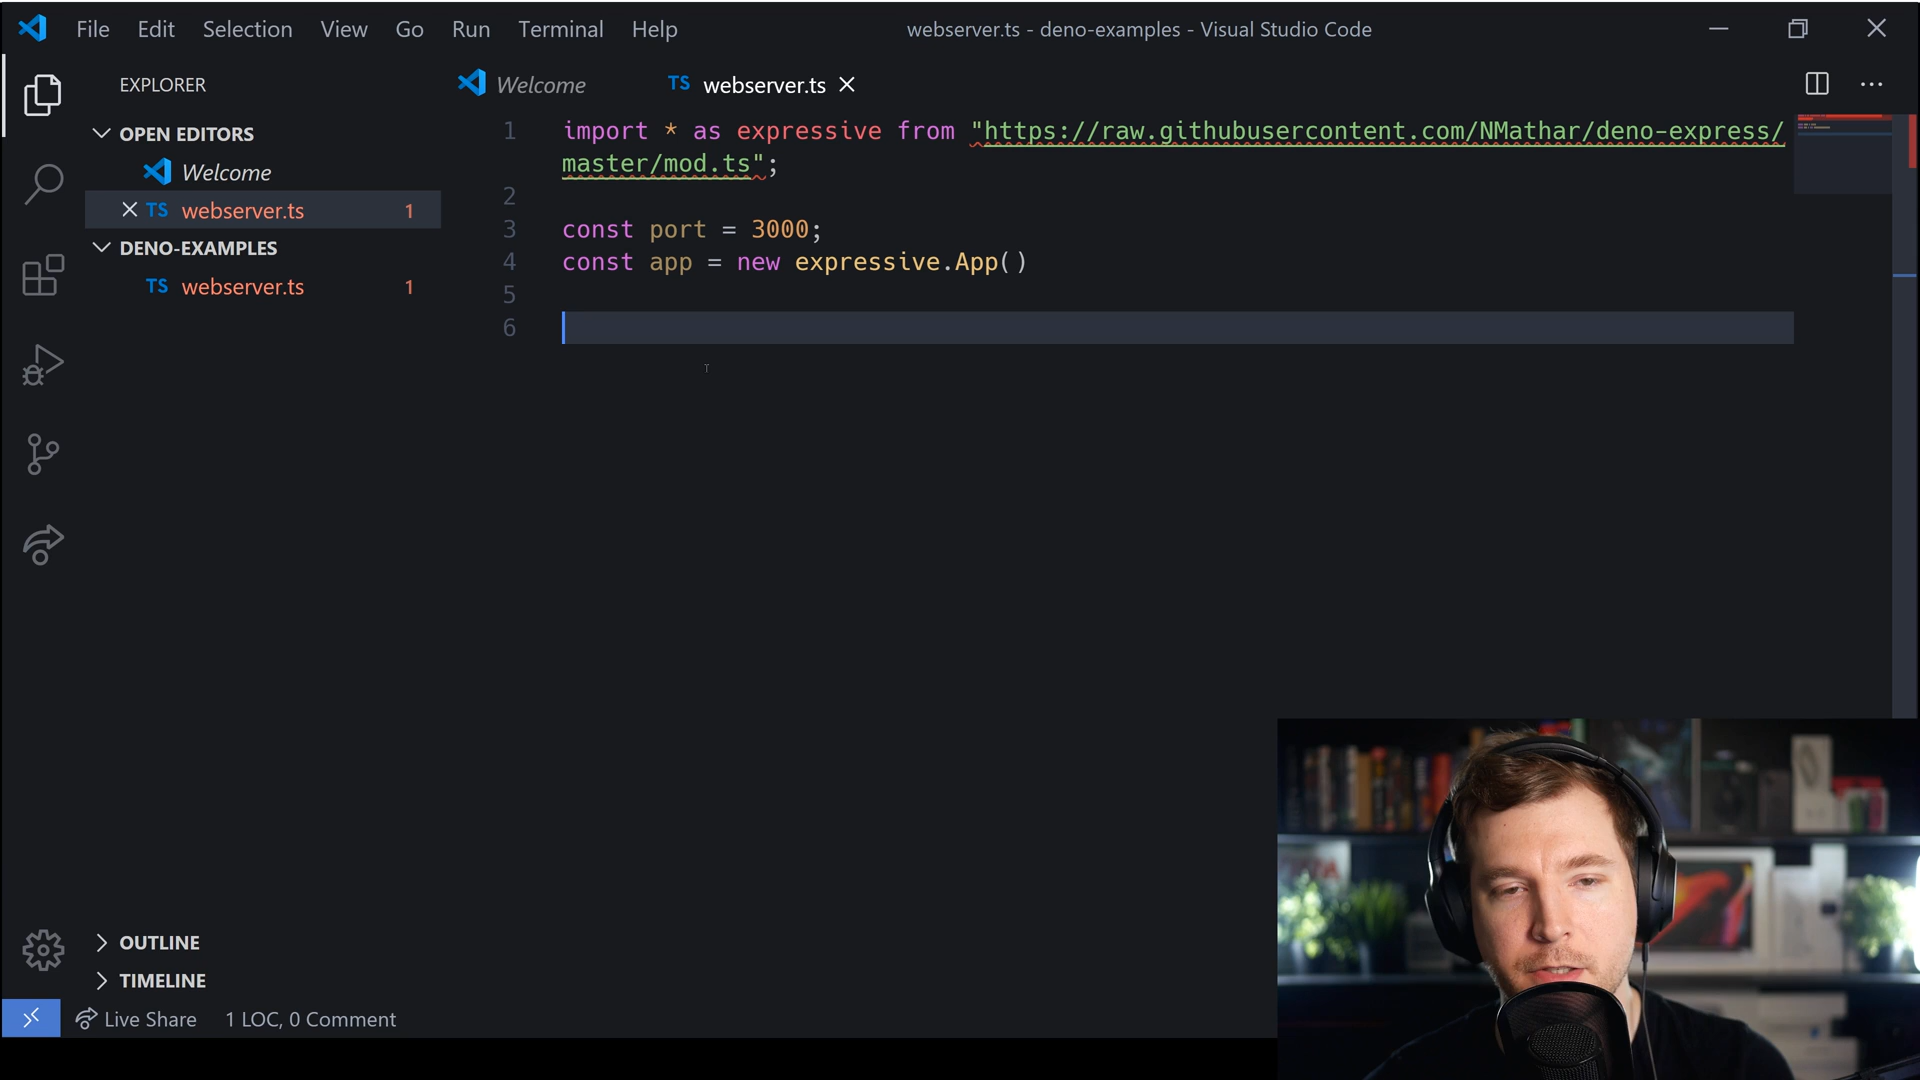 File Edit Selection View Go Run Terminal Help webserver.ts - deno-examples - Visual Studio Code
EXPLORER
OPEN EDITORS
Welcome
TS webserver.ts 1
DENO-EXAMPLES
TS webserver.ts 1
OUTLINE
TIMELINE
Welcome TS webserver.ts
1 import * as expressive from "https://raw.githubusercontent.com/NMathar/deno-express/
master/mod.ts";
2
3 const port = 3000;
4 const app = new expressive.App()
5
6
Live Share 1 LOC, 0 Comment